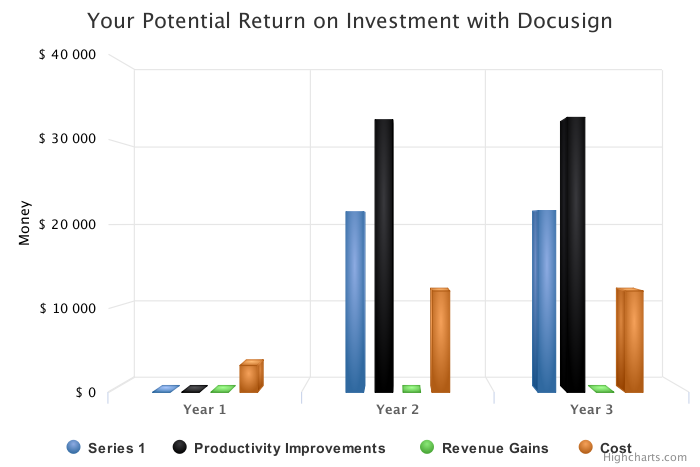 Your Potential Return on Investment with Docusign
$ 40 000
$ 30 000
$ 20 000
$ 10 000
$ 0
Money
Year 1 Year 2 Year 3
Series 1 Productivity Improvements Revenue Gains Cost
Highcharts.com